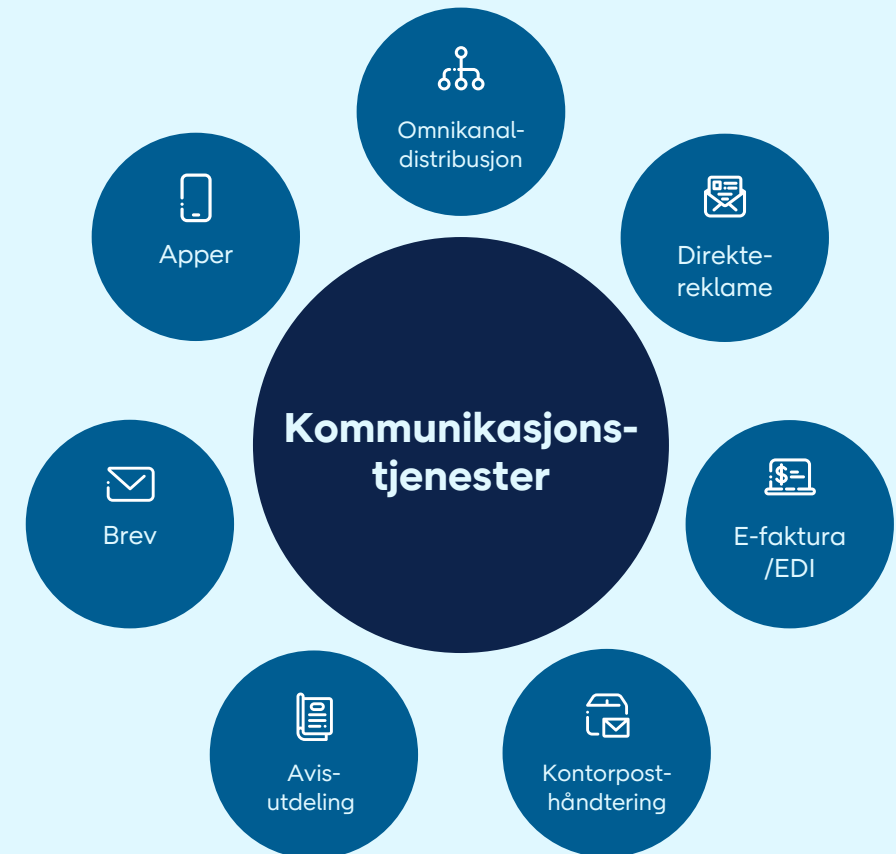 Omnikanal-
distribusjon
Apper
Direkte-
reklame
Kommunikasjons-
tjenester
Brev
E-faktura
/EDI
Avis-
utdeling
Kontorpost-
håndtering